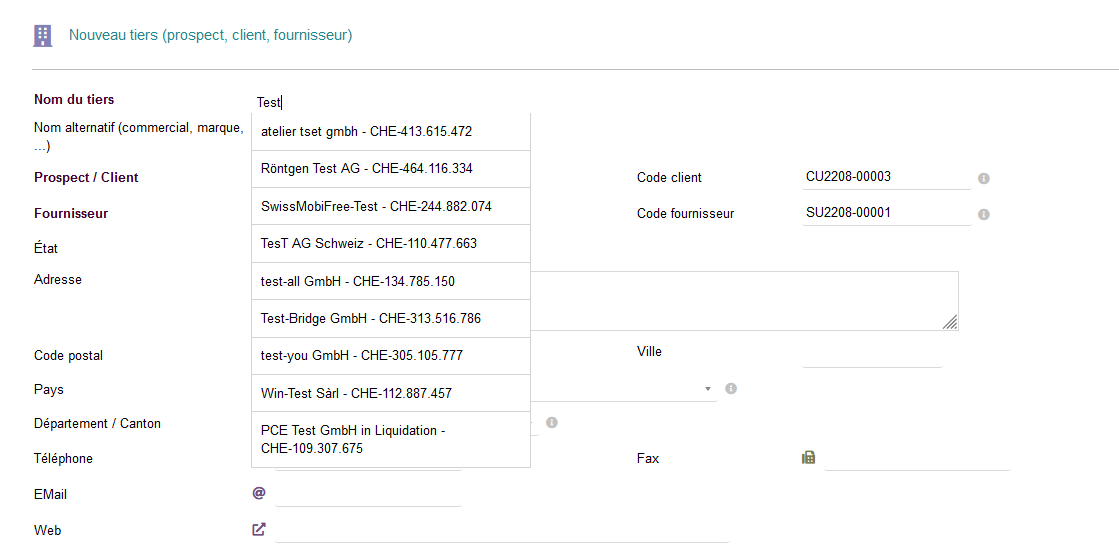 Nouveau tiers (prospect, client, fournisseur)
Nom du tiers
Test
Nom alternatif (commercial, marque,
...)
atelier tset gmbh - CHE-413.615.472
Röntgen Test AG - CHE-464.116.334
SwissMobiFree-Test - CHE-244.882.074
TesT AG Schweiz - CHE-110.477.663
test-all GmbH - CHE-134.785.150
Test-Bridge GmbH - CHE-313.516.786
test-you GmbH - CHE-305.105.777
Win-Test Sàrl - CHE-112.887.457
PCE Test GmbH in Liquidation -
CHE-109.307.675
Prospect / Client
Code client
CU2208-00003
Fournisseur
Code fournisseur
SU2208-00001
État
Adresse
Code postal
Ville
Pays
Département / Canton
Téléphone
Fax
EMail
@
Web